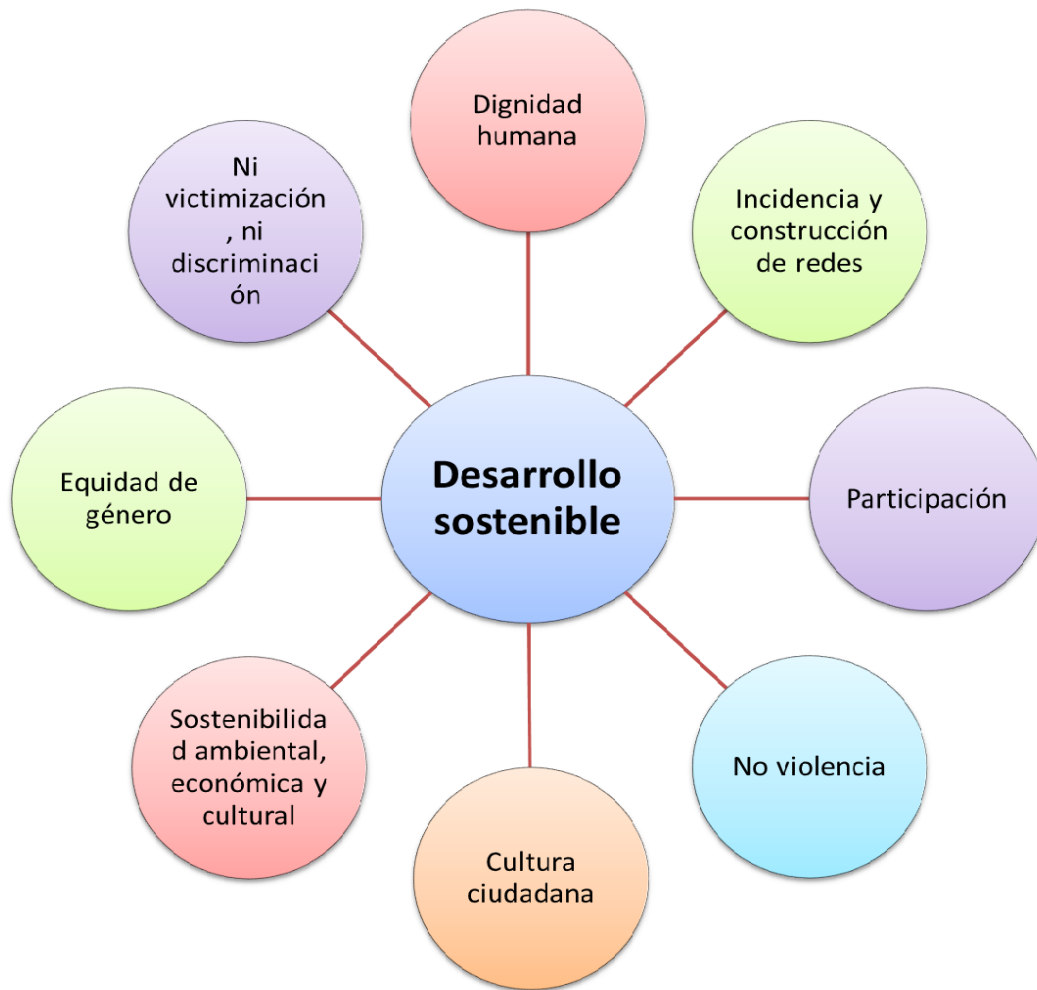 Dignidad
humana
Incidencia y
construcción
de redes
Participación
No violencia
Cultura
ciudadana
Sostenibilida
d ambiental,
económica y
cultural
Equidad de
género
Ni
victimización
, ni
discriminaci
ón
Desarrollo
sostenible